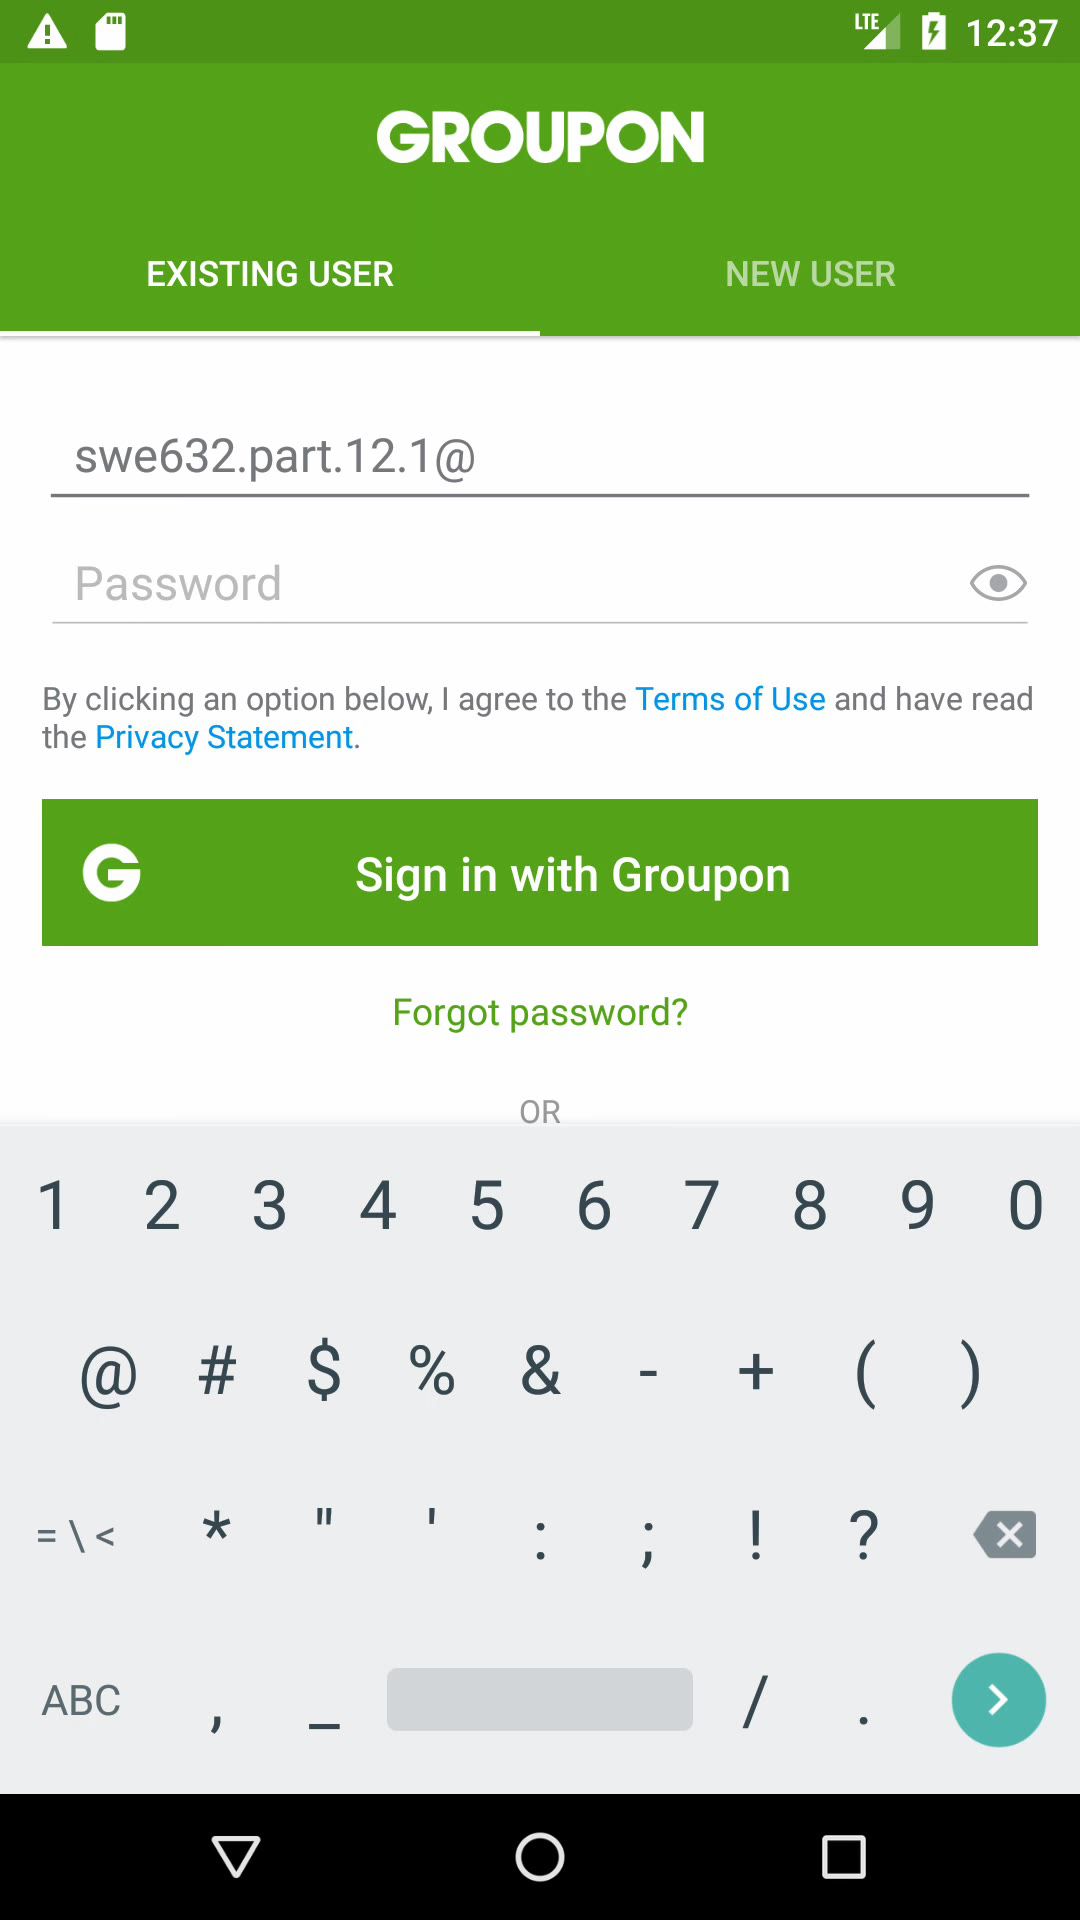 LTE 12:37
GROUPON
EXISTING USER NEW USER
swe632.part.12.1@
Password
By clicking an option below, I agree to the Terms of Use and have read
the Privacy Statement.
G Sign in with Groupon
Forgot password?
OR
1 2 3 4 5 6 7 8 9 0
@ # $ % & - + ( )
= \ < * " ' : ; ! ?
ABC , _ / .